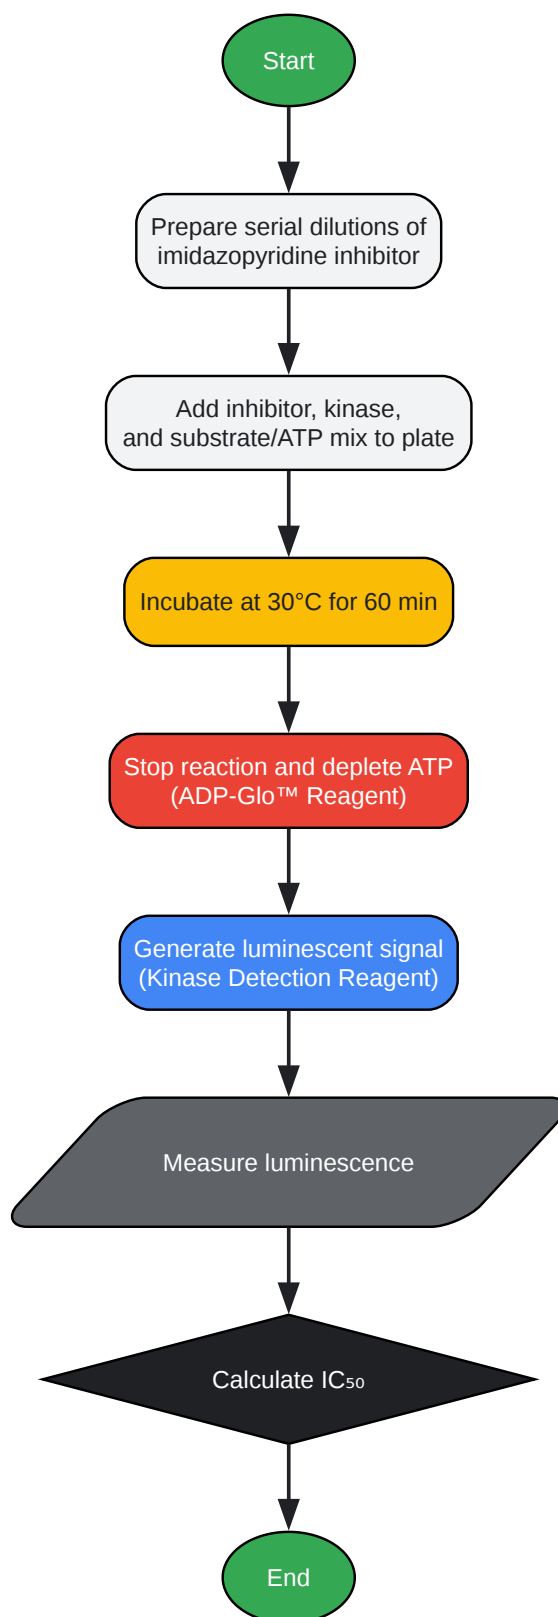 Start
Prepare serial dilutions of
imidazopyridine inhibitor
Add inhibitor, kinase,
and substrate/ATP mix to plate
Incubate at 30°C for 60 min
Stop reaction and deplete ATP
(ADP-Glo™ Reagent)
Generate luminescent signal
(Kinase Detection Reagent)
Measure luminescence
Calculate IC₅₀
End